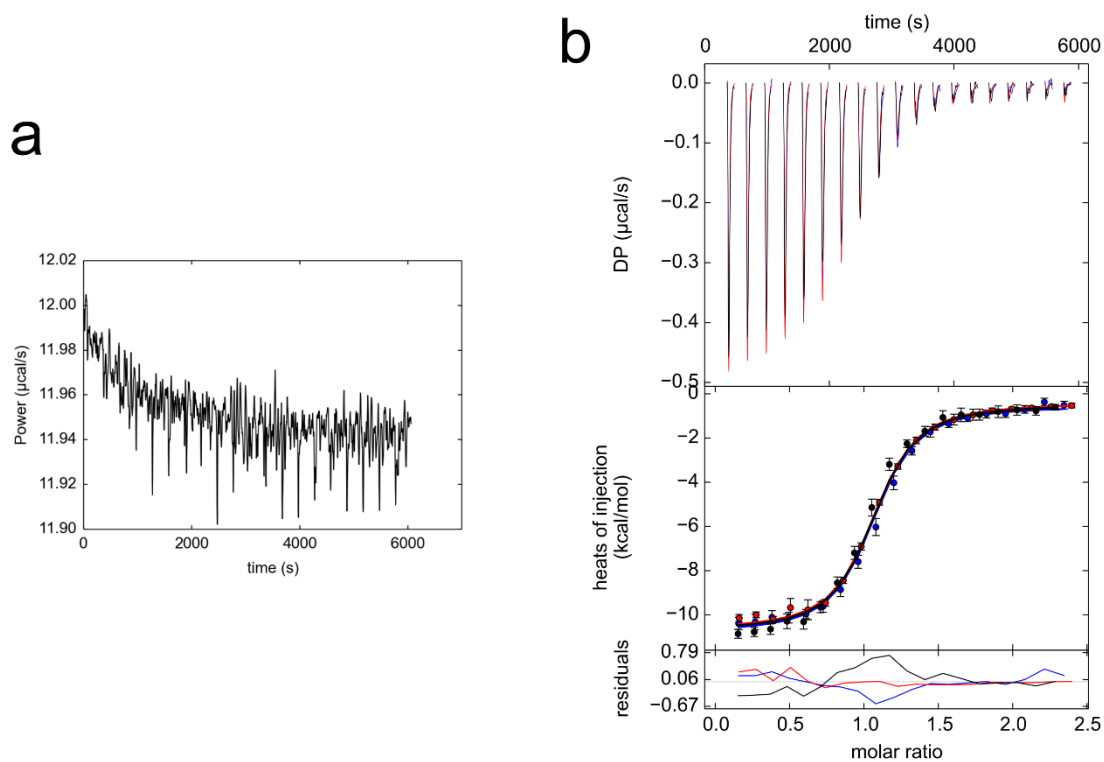 a
12.02
12.00
11.98
11.96
11.94
11.92
11.90
Power (µcal/s)
0 2000 4000 6000
time (s)
b
time (s)
0 2000 4000 6000
0.0
−0.1
−0.2
−0.3
−0.4
−0.5
DP (µcal/s)
0
−2
−4
−6
−8
−10
heats of injection
(kcal/mol)
0.79
0.06
−0.67
residuals
0.0 0.5 1.0 1.5 2.0 2.5
molar ratio